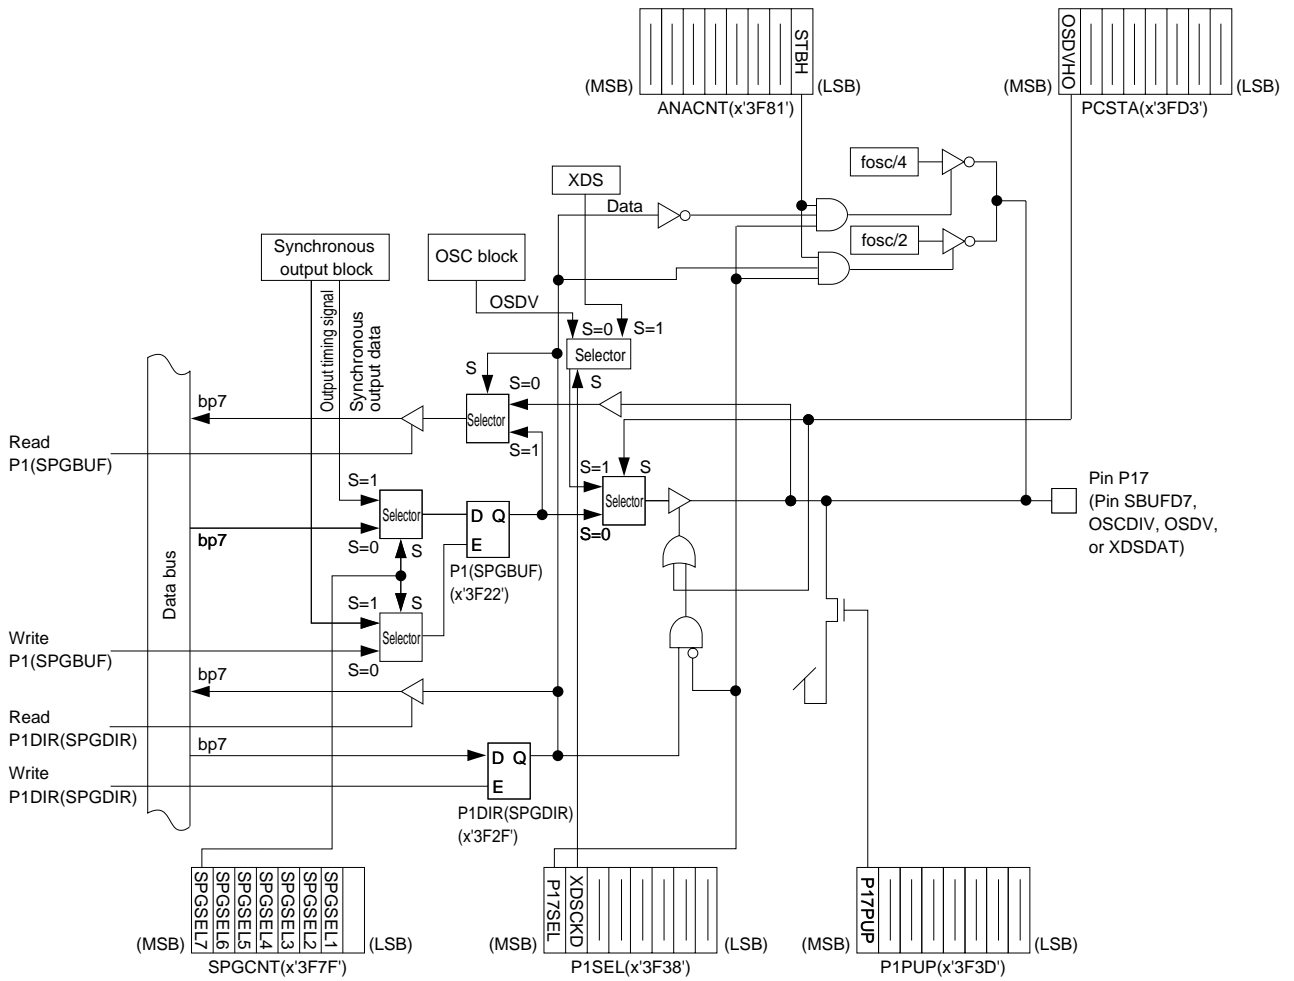 STBH
(MSB)
(LSB)
ANACNT(x'3F81')
OSDVHO
(MSB)
(LSB)
PCSTA(x'3FD3')
fosc/4
XDS
Data
fosc/2
Synchronous
output block
OSC block
OSDV
Output timing signal
Synchronous
output data
S=0
S=1
Selector
S
S
S=0
bp7
Selector
S=1
Read
P1(SPGBUF)
S=1
S
Selector
S=0
Pin P17
(Pin SBUFD7,
OSCDIV, OSDV,
or XDSDAT)
S=1
Selector
D Q
E
bp7
S=0
S
P1(SPGBUF)
(x'3F22')
Data bus
S=1
S
Selector
Write
P1(SPGBUF)
S=0
bp7
Read
P1DIR(SPGDIR)
bp7
D Q
E
Write
P1DIR(SPGDIR)
P1DIR(SPGDIR)
(x'3F2F')
SPGSEL7
SPGSEL6
SPGSEL5
SPGSEL4
SPGSEL3
SPGSEL2
SPGSEL1
(MSB)
(LSB)
SPGCNT(x'3F7F')
P17SEL
XDSCKD
(MSB)
(LSB)
P1SEL(x'3F38')
P17PUP
(MSB)
(LSB)
P1PUP(x'3F3D')